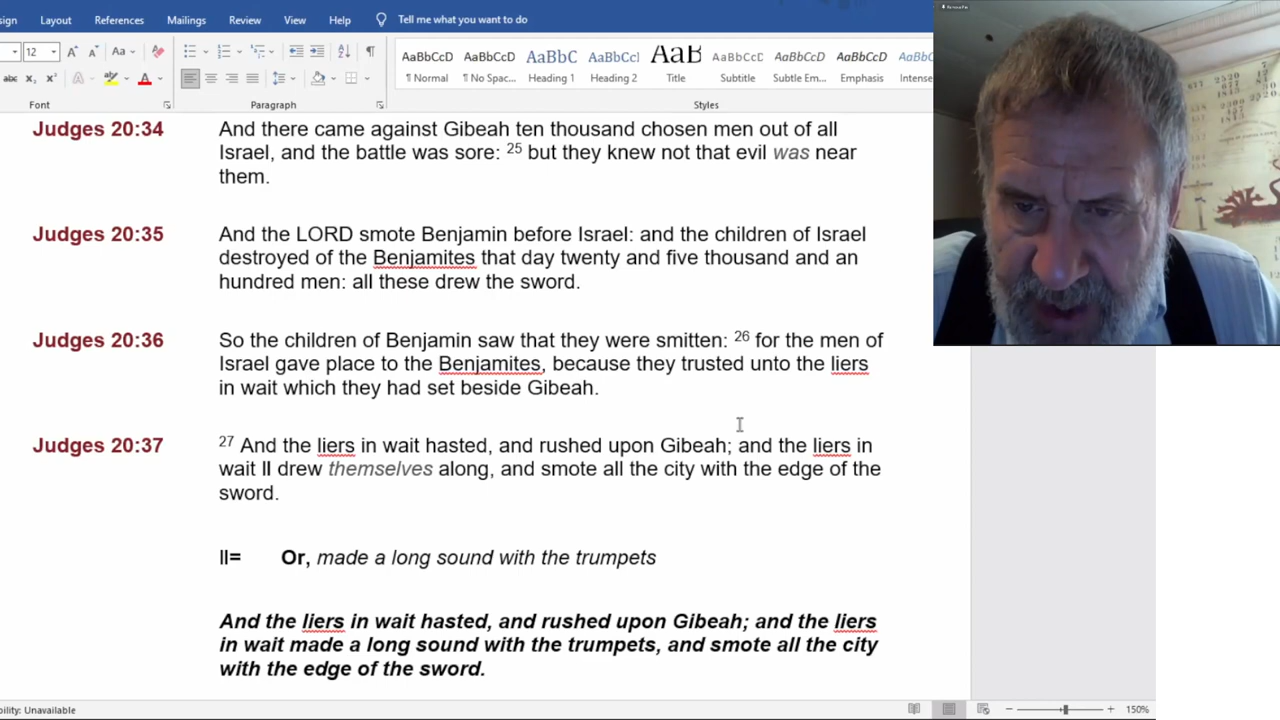 sign Layout References Mailings Review View Help Tell me what you want to do
12 Aa
abc x₁ x¹ A A
Font Paragraph Styles
AaBbCcD AaBbCcD AaBbC AaBbCcl AaB AaBbCcD AaBbCcD AaBbCcD AaBb
¶ Normal ¶ No Spac... Heading 1 Heading 2 Title Subtitle Subtle Em... Emphasis Intense
Judges 20:34 And there came against Gibeah ten thousand chosen men out of all
Israel, and the battle was sore: 25 but they knew not that evil was near
them.
Judges 20:35 And the LORD smote Benjamin before Israel: and the children of Israel
destroyed of the Benjamites that day twenty and five thousand and an
hundred men: all these drew the sword.
Judges 20:36 So the children of Benjamin saw that they were smitten: 26 for the men of
Israel gave place to the Benjamites, because they trusted unto the liers
in wait which they had set beside Gibeah.
Judges 20:37 27 And the liers in wait hasted, and rushed upon Gibeah; and the liers in
wait II drew themselves along, and smote all the city with the edge of the
sword.
II= Or, made a long sound with the trumpets
And the liers in wait hasted, and rushed upon Gibeah; and the liers
in wait made a long sound with the trumpets, and smote all the city
with the edge of the sword.
bility: Unavailable 150%